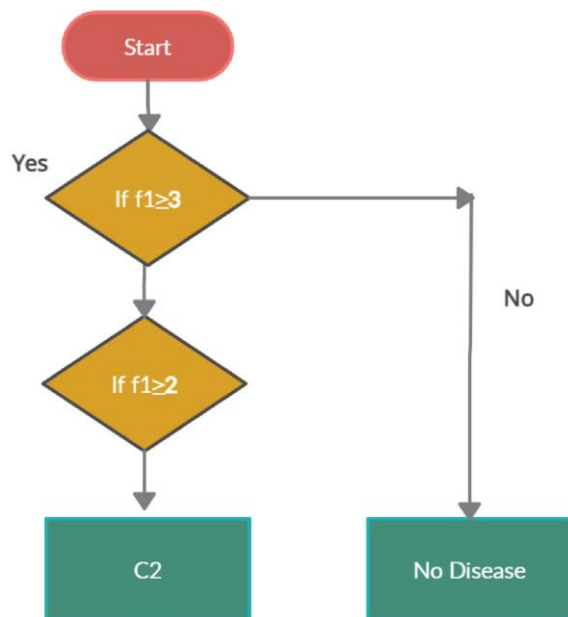 Start
Yes
If f1≥3
No
If f1≥2
C2
No Disease